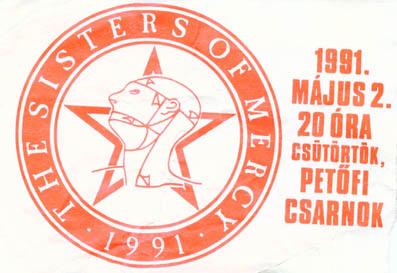 THE SISTERS OF MERCY
· 1991 ·
1991.
MÁJUS 2.
20 ÓRA
CSÜTÖRTÖK,
PETŐFI
CSARNOK